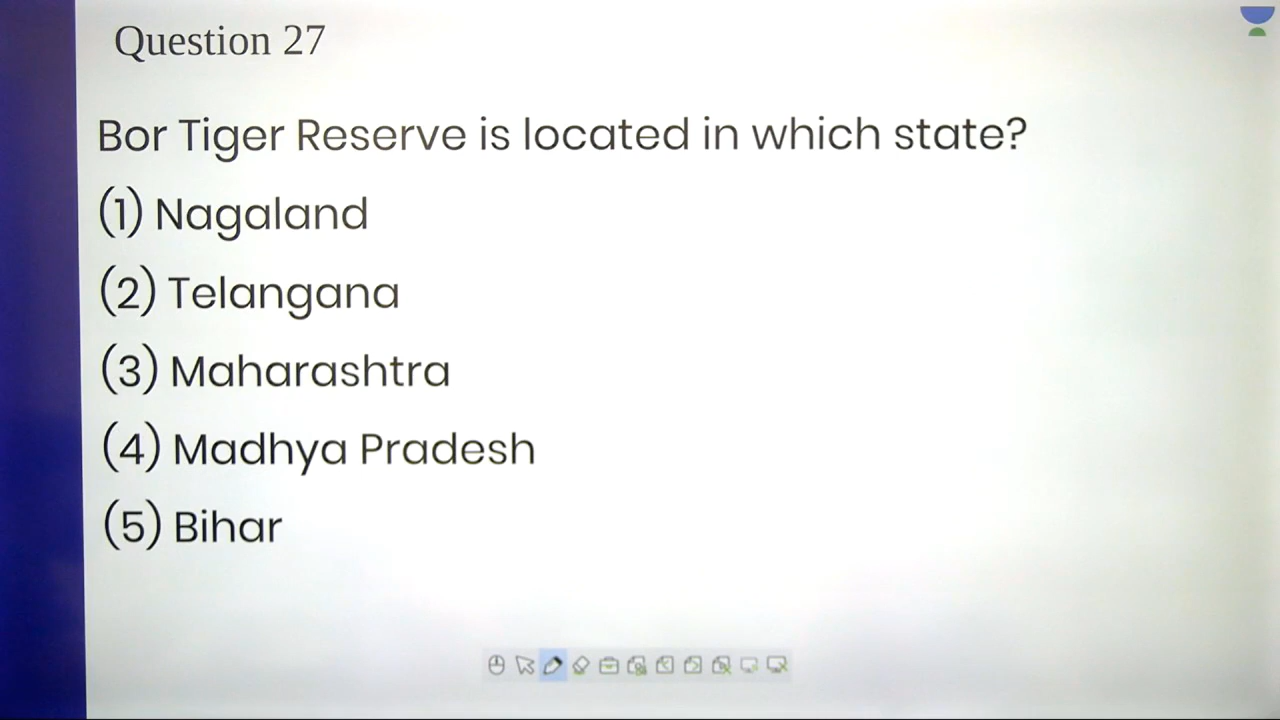 Question 27
Bor Tiger Reserve is located in which state?
(1) Nagaland
(2) Telangana
(3) Maharashtra
(4) Madhya Pradesh
(5) Bihar